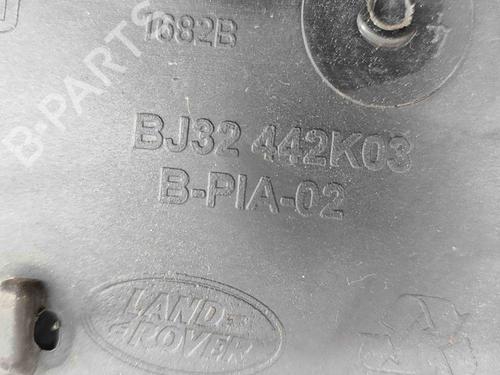 1682B
BJ32 442K03
B-PIA-02
LAND
ROVER
B-PARTS